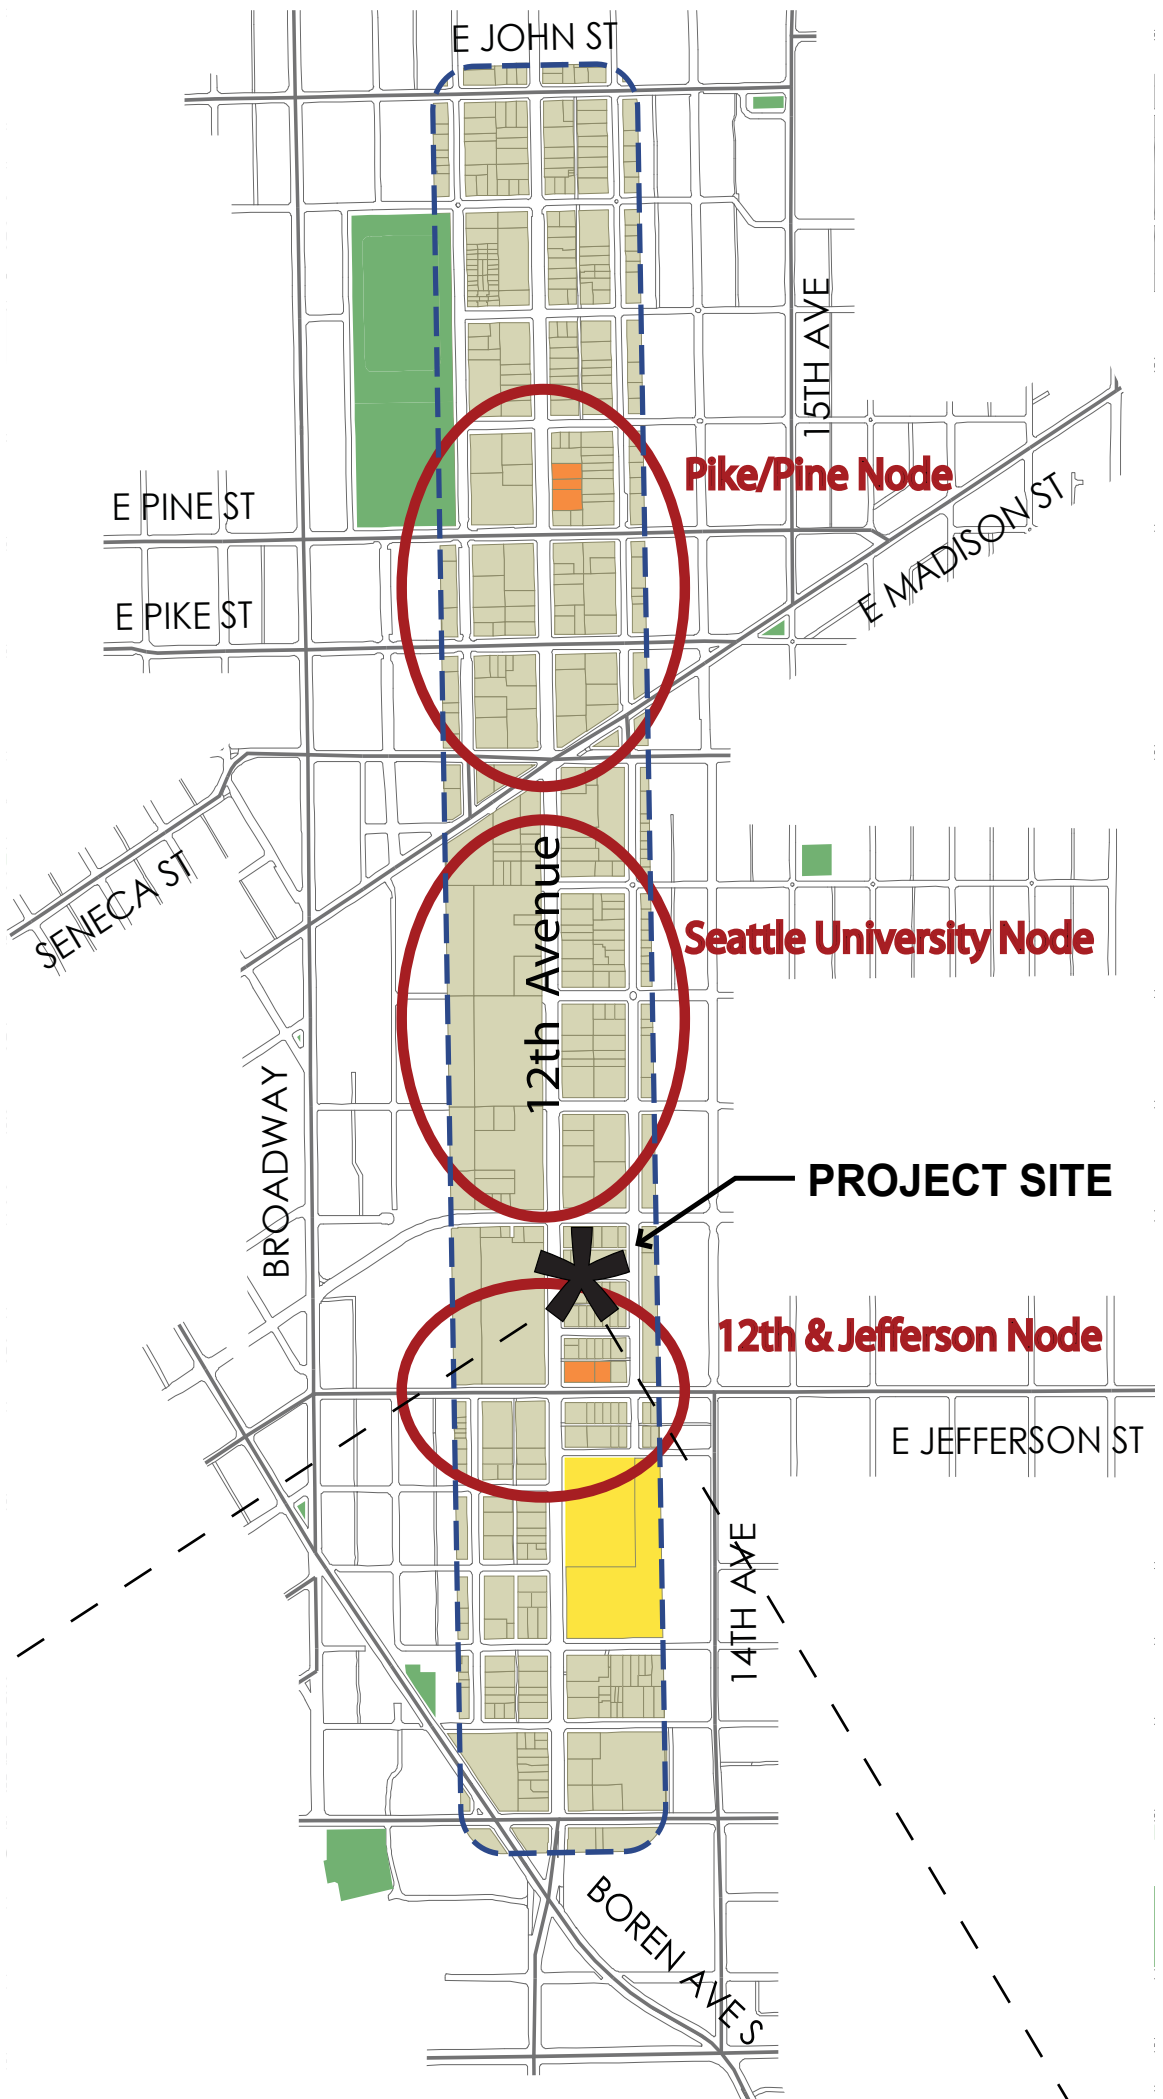 E JOHN ST
15TH AVE
Pike/Pine Node
E PINE ST
E MADISON ST
E PIKE ST
12th Avenue
SENECA ST
Seattle University Node
BROADWAY
PROJECT SITE
12th & Jefferson Node
E JEFFERSON ST
14TH AVE
BOREN AVE S